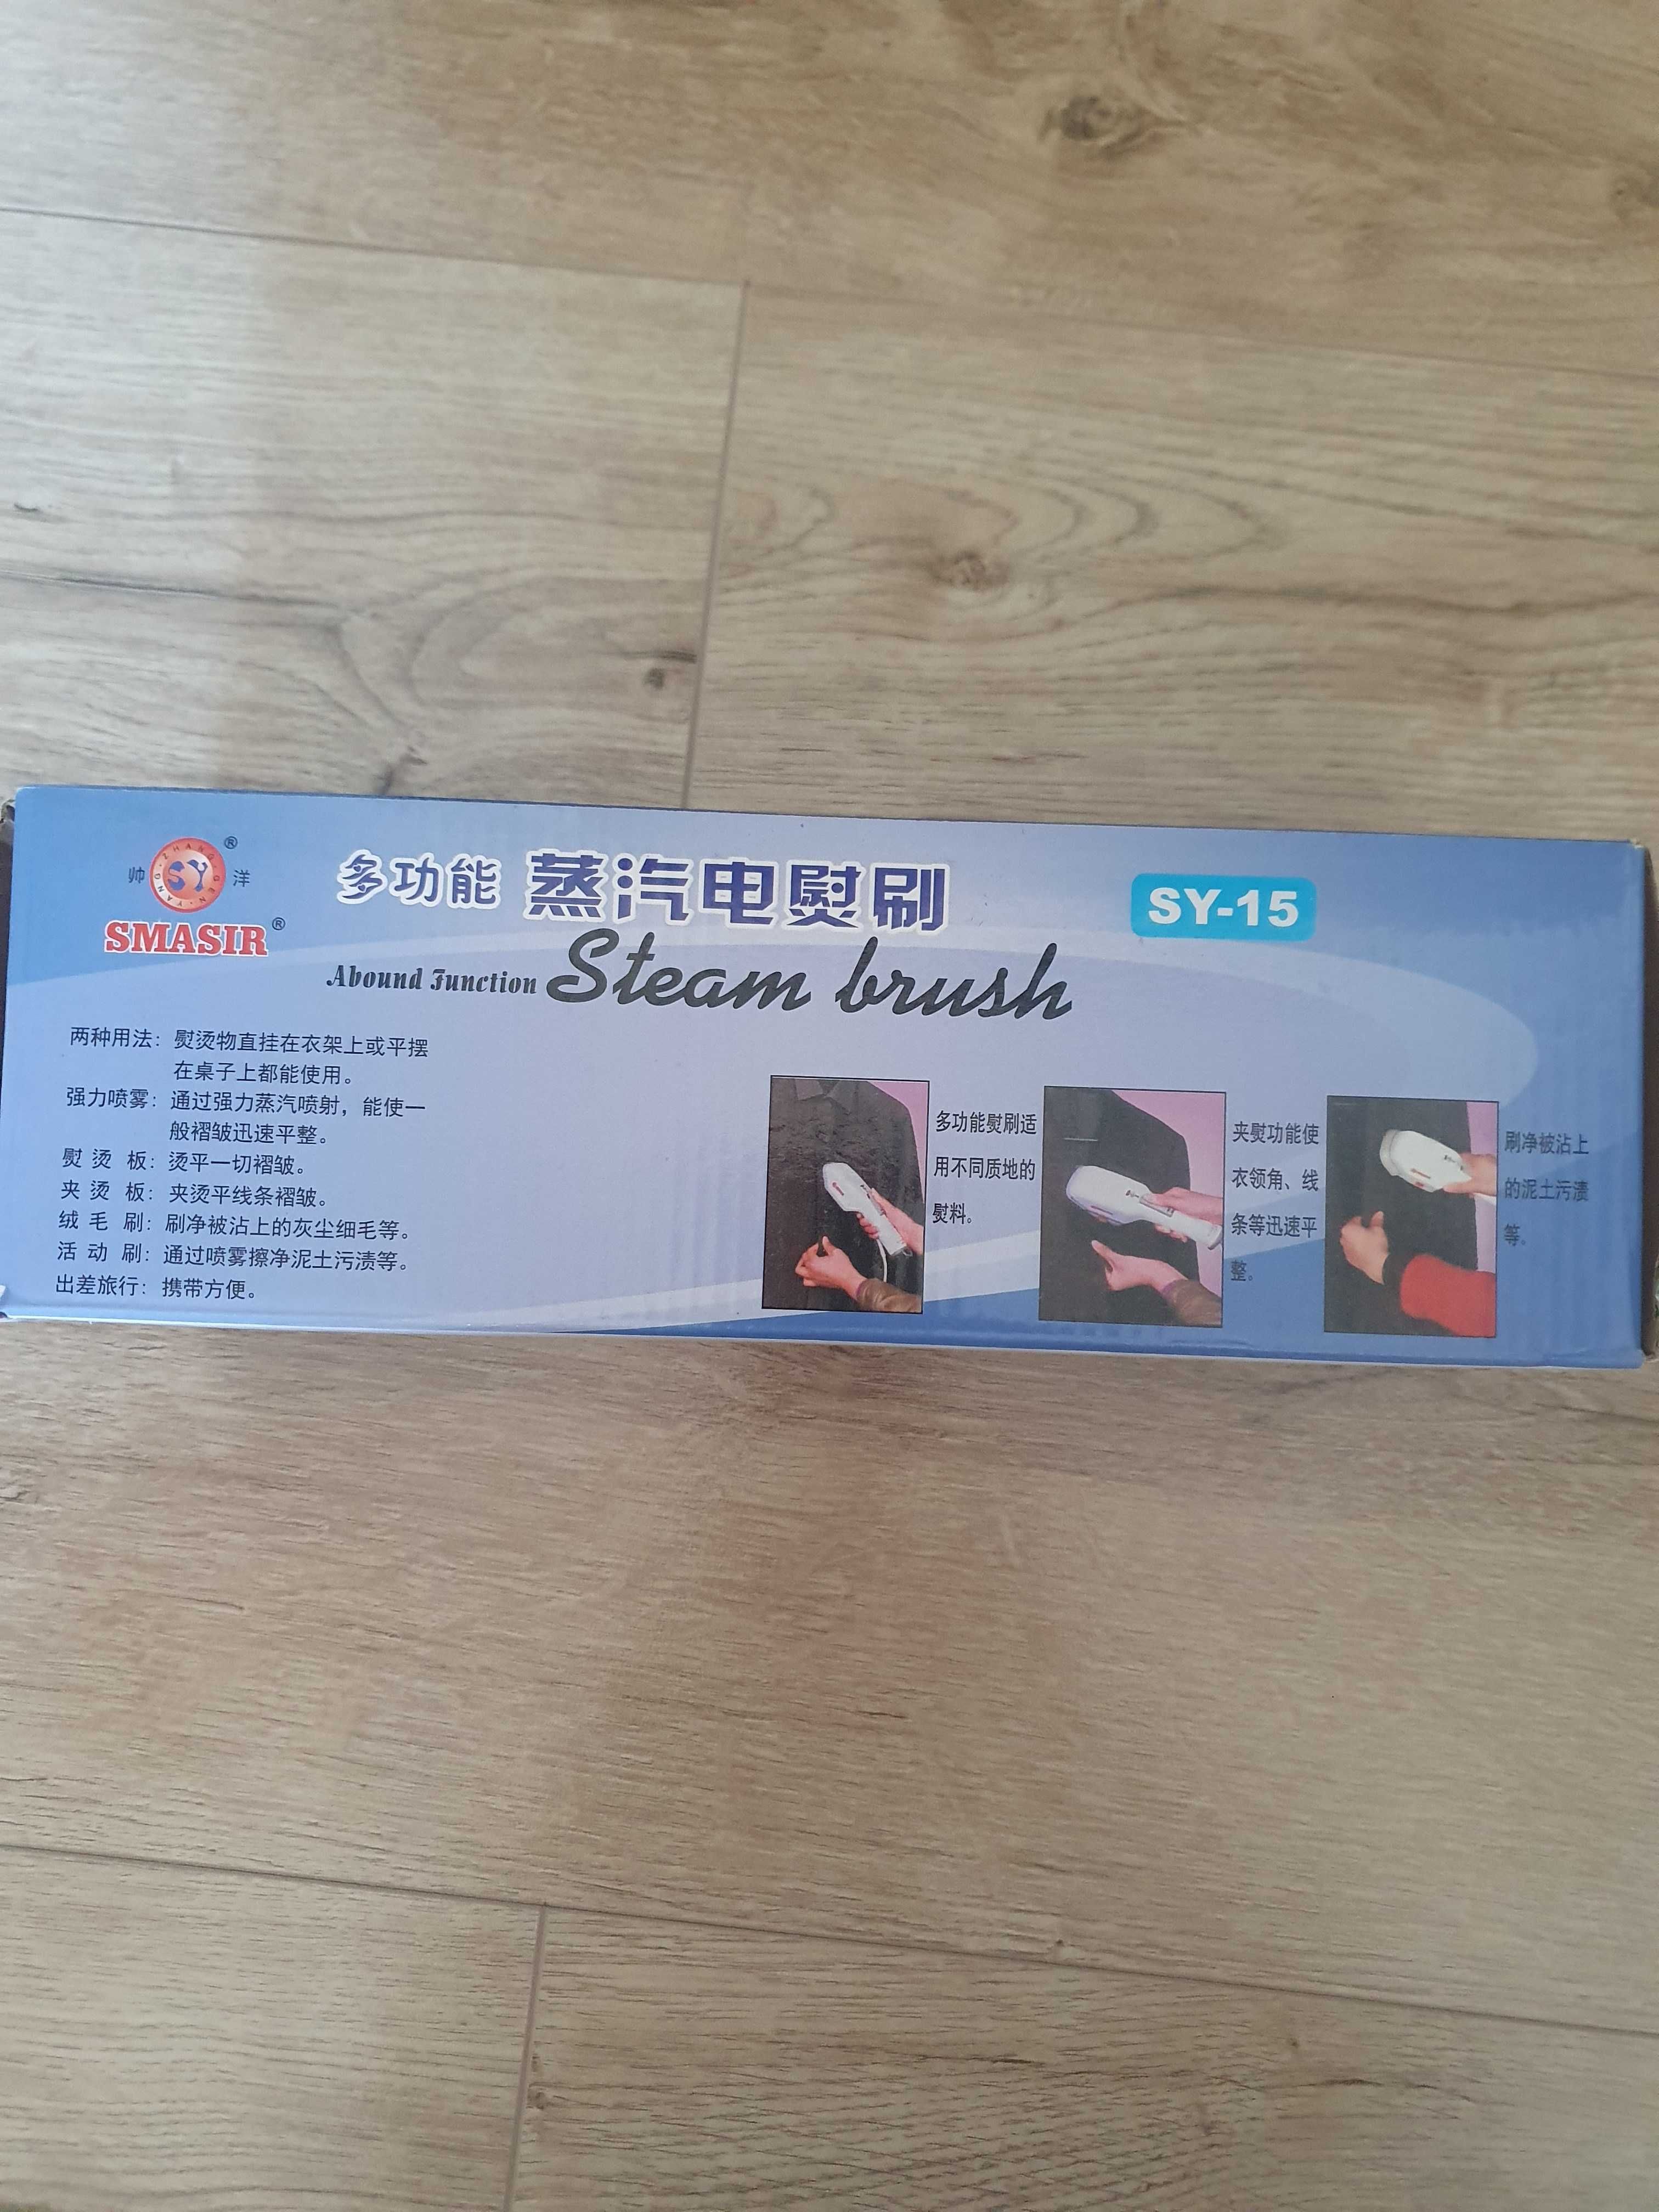 帅 洋 ®
ZHANG GEN YANG
SY
SMASIR ®
多功能 蒸汽电熨刷
SY-15
Abound Function Steam brush
两种用法：熨烫物直挂在衣架上或平摆
在桌子上都能使用。
强力喷雾：通过强力蒸汽喷射，能使一
般褶皱迅速平整。
熨 烫 板：烫平一切褶皱。
夹 烫 板：夹烫平线条褶皱。
绒 毛 刷：刷净被沾上的灰尘细毛等。
活 动 刷：通过喷雾擦净泥土污渍等。
出差旅行：携带方便。
多功能熨刷适
用不同质地的
熨料。
夹熨功能使
衣领角、线
条等迅速平
整。
刷净被沾上
的泥土污渍
等。